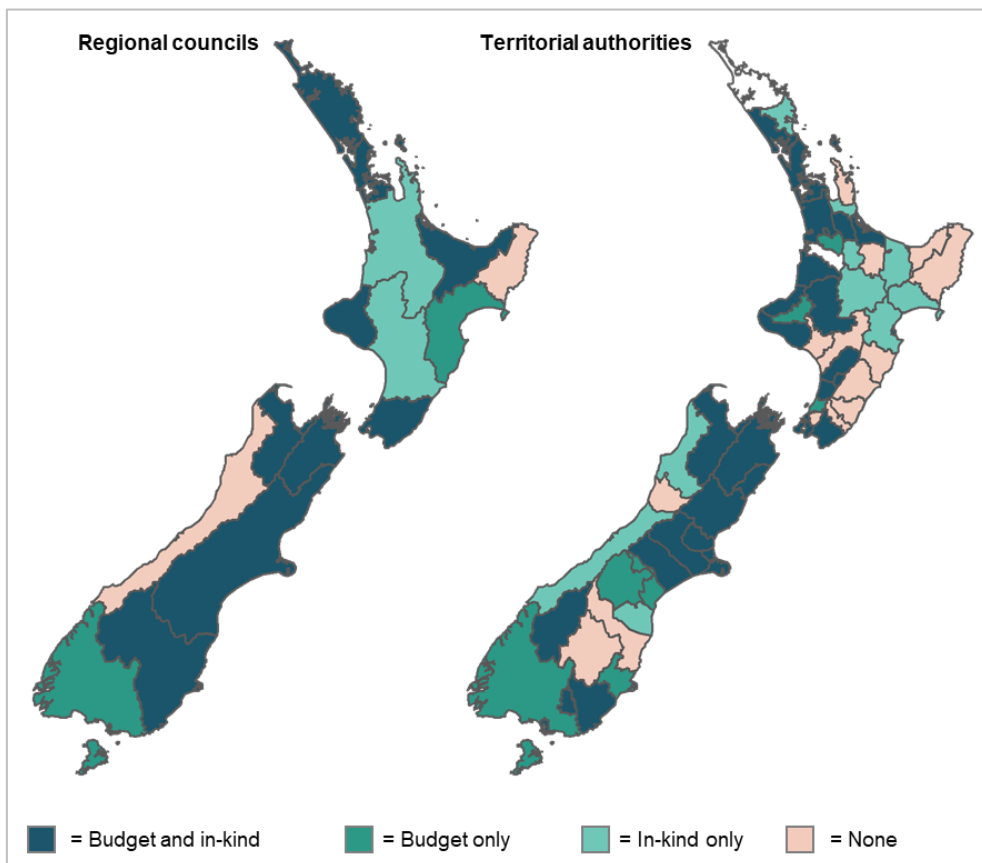 Regional councils
Territorial authorities
= Budget and in-kind
= Budget only
= In-kind only
= None